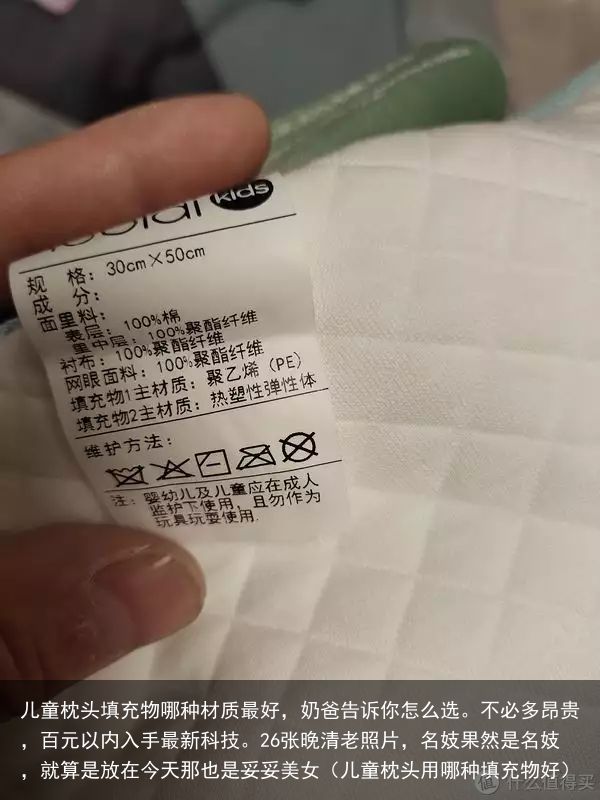 kids
规 格：30cm×50cm
成 分：
面里料：
表层：100%棉
里中层：100%聚酯纤维
衬布：100%聚酯纤维
网眼面料：100%聚酯纤维
填充物1主材质：聚乙烯（PE）
填充物2主材质：热塑性弹性体
维护方法：
注：婴幼儿及儿童应在成人
监护下使用，且勿作为
玩具玩耍使用.
儿童枕头填充物哪种材质最好，奶爸告诉你怎么选。不必多昂贵
，百元以内入手最新科技。26张晚清老照片，名妓果然是名妓
，就算是放在今天那也是妥妥美女（儿童枕头用哪种填充物好）
值 什么值得买